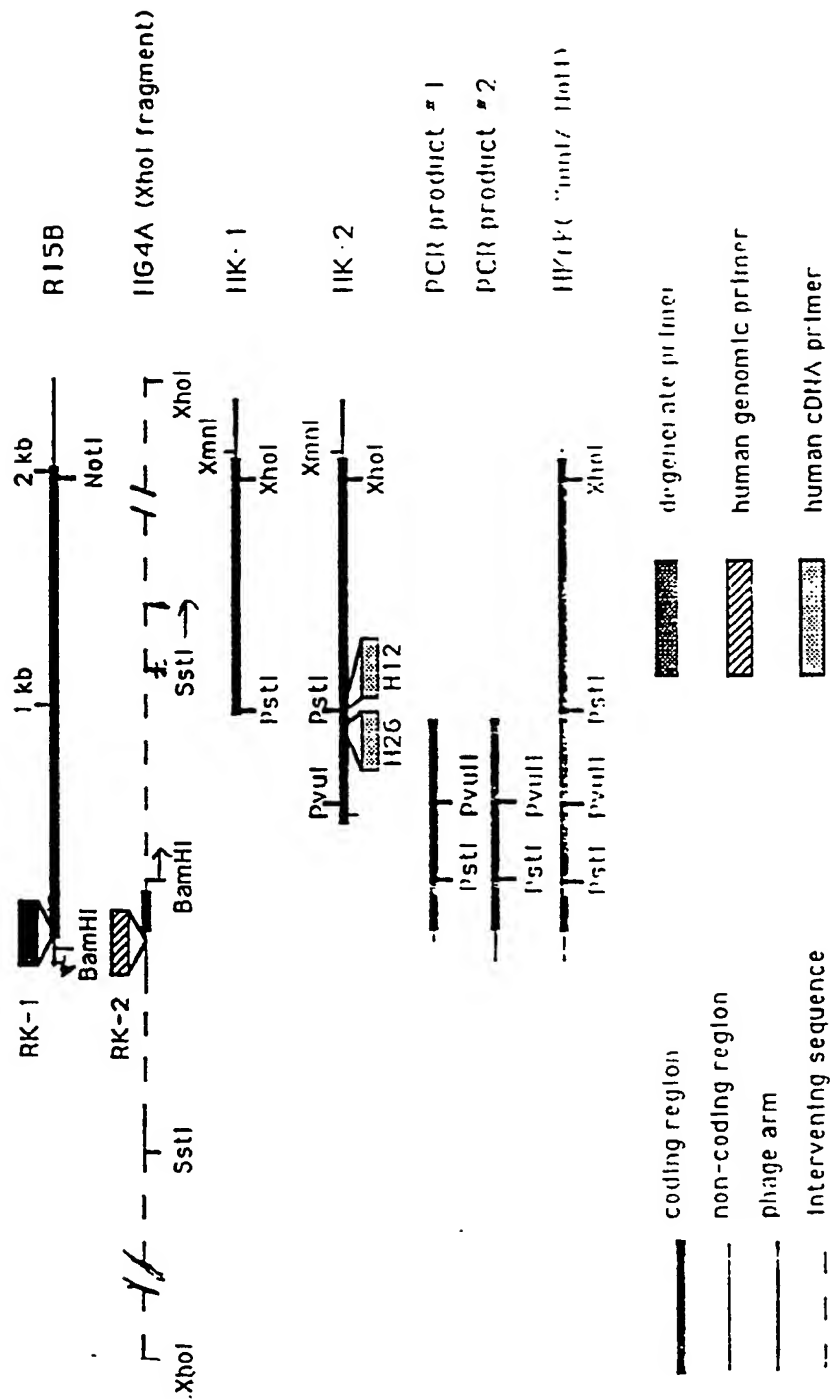 R15B
RK-1
BamHI
1 kb
2 kb
NotI
HG4A (XhoI fragment)
RK-2
XhoI
SstI
BamHI
SstI
XhoI
HK-1
PstI
XmnI
XhoI
HK-2
PvuI
PstI
H26
H12
XmnI
XhoI
PCR product #1
PstI
PvuII
PCR product #2
PstI
PvuII
PstI
PvuII
PstI
XhoI
coding region
non-coding region
phage arm
Intervening sequence
degenerate primer
human genomic primer
human cDNA primer